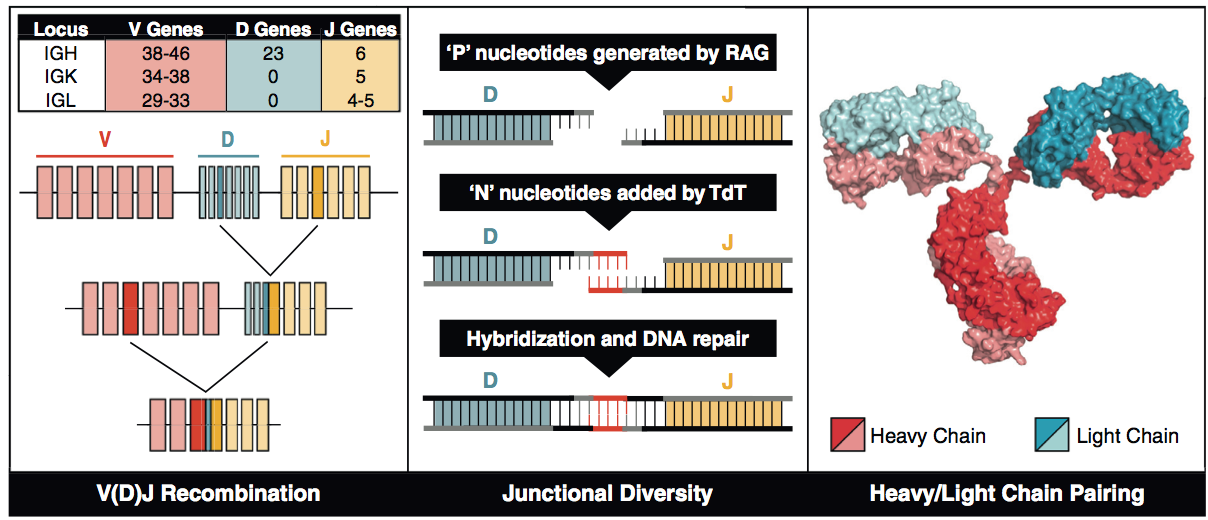 Locus V Genes D Genes J Genes
IGH 38-46 23 6
IGK 34-38 0 5
IGL 29-33 0 4-5
V D J
V(D)J Recombination
‘P’ nucleotides generated by RAG
D J
‘N’ nucleotides added by TdT
D J
Hybridization and DNA repair
D J
Junctional Diversity
Heavy Chain Light Chain
Heavy/Light Chain Pairing